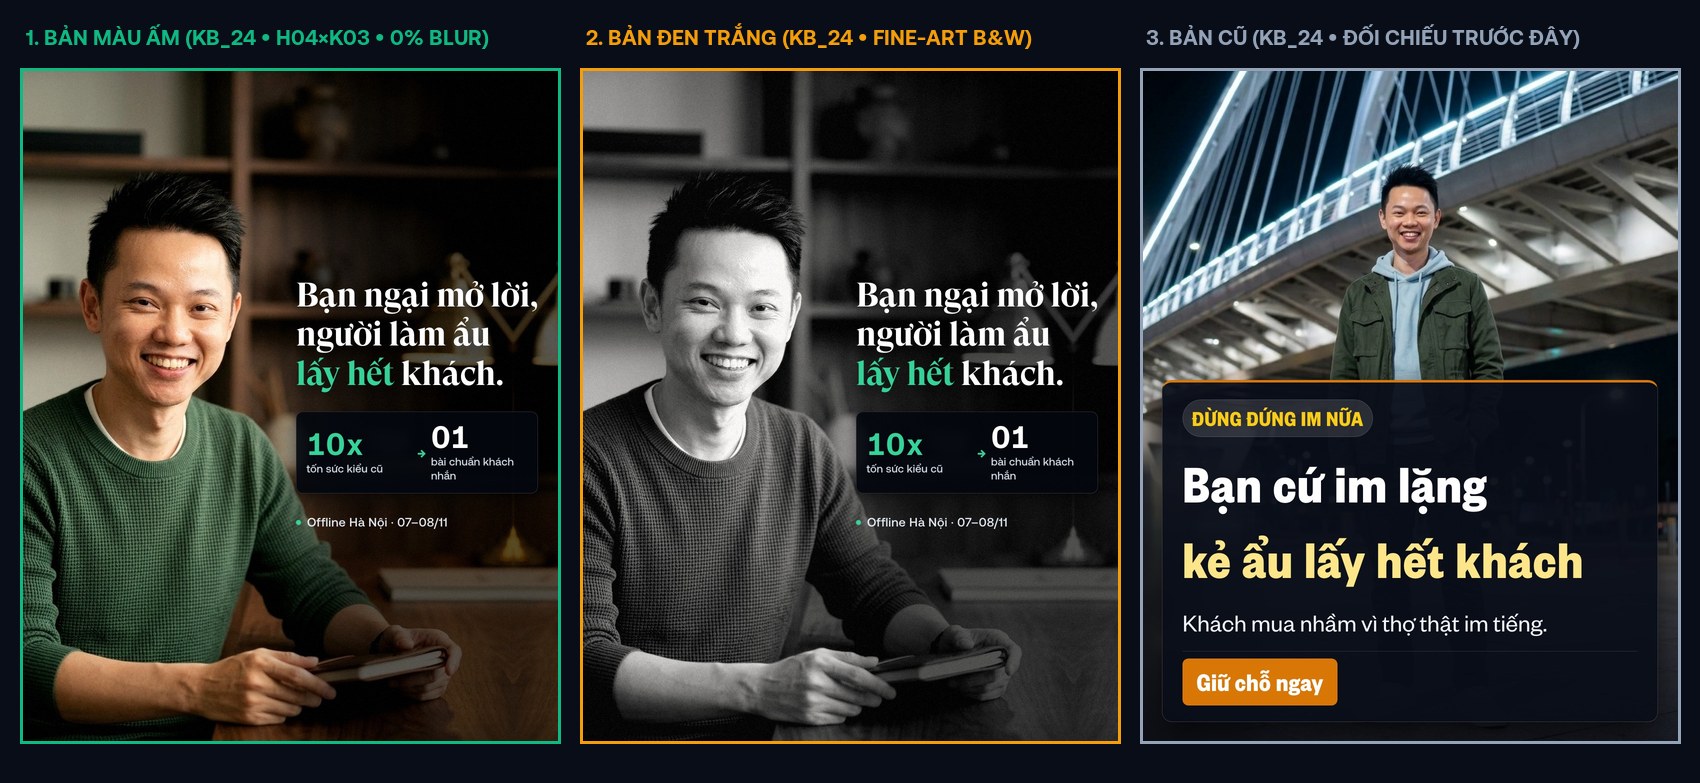 1. BẢN MÀU ẤM (KB_24 • H04×K03 • 0% BLUR)
Bạn ngại mở lời,
người làm ẩu
lấy hết khách.
10x
tốn sức kiểu cũ
→
01
bài chuẩn khách
nhắn
• Offline Hà Nội · 07–08/11
2. BẢN ĐEN TRẮNG (KB_24 • FINE-ART B&W)
Bạn ngại mở lời,
người làm ẩu
lấy hết khách.
10x
tốn sức kiểu cũ
→
01
bài chuẩn khách
nhắn
• Offline Hà Nội · 07–08/11
3. BẢN CŨ (KB_24 • ĐỐI CHIẾU TRƯỚC ĐÂY)
ĐỪNG ĐỨNG IM NỮA
Bạn cứ im lặng
kẻ ẩu lấy hết khách
Khách mua nhầm vì thợ thật im tiếng.
Giữ chỗ ngay